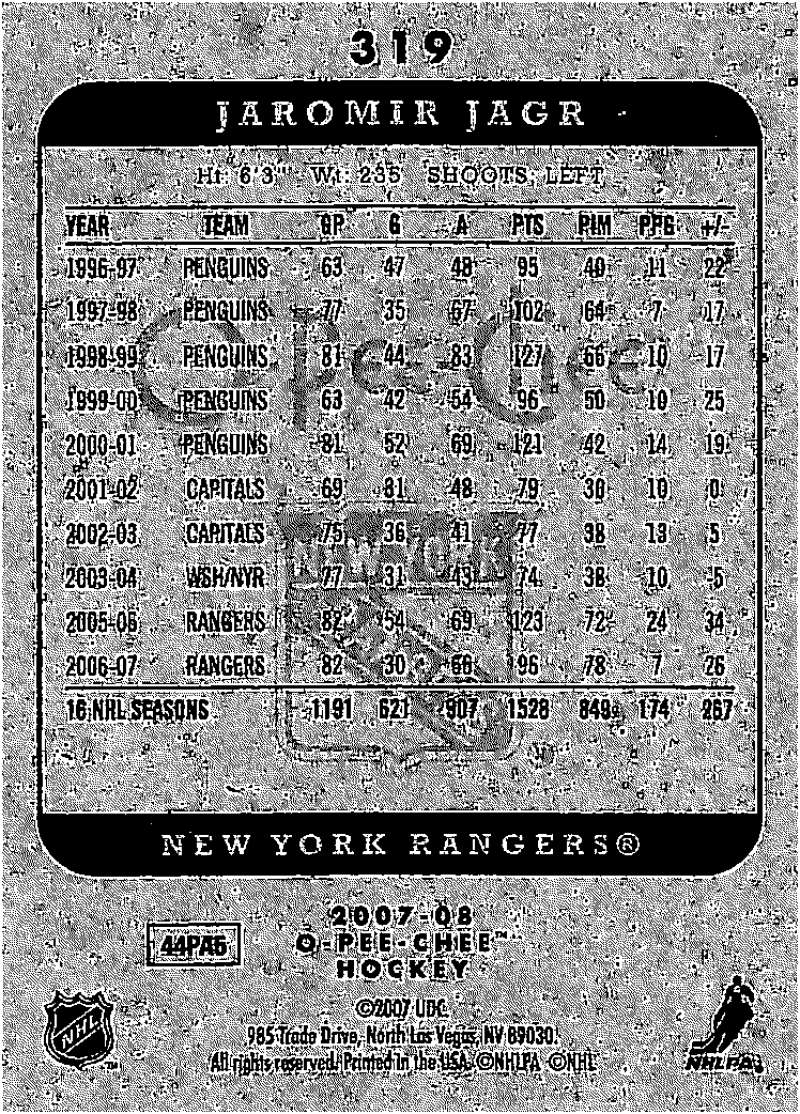 319
JAROMIR JAGR
Ht: 6'3" Wt: 235 SHOOTS: LEFT
YEAR TEAM GP G A PTS PIM PPG +/-
1996-97 PENGUINS 63 47 48 95 40 11 22
1997-98 PENGUINS 77 35 67 102 64 7 17
1998-99 PENGUINS 81 44 83 127 66 10 17
1999-00 PENGUINS 63 42 54 96 50 10 25
2000-01 PENGUINS 81 52 69 121 42 14 19
2001-02 CAPITALS 69 31 48 79 30 10 0
2002-03 CAPITALS 75 36 41 77 38 13 5
2003-04 WSH/NYR 77 31 43 74 38 10 -5
2005-06 RANGERS 82 54 69 123 72 24 34
2006-07 RANGERS 82 30 66 96 78 7 26
16 NHL SEASONS 1191 621 907 1528 849 174 267
O-Pee-Chee
NEW YORK
NEW YORK RANGERS®
2007-08
44PA6 O-PEE-CHEE™
HOCKEY
©2007 UDC
985 Trade Drive, North Las Vegas, NV 89030.
All rights reserved. Printed in the USA. ©NHLPA ©NHL
NHL
NHLPA